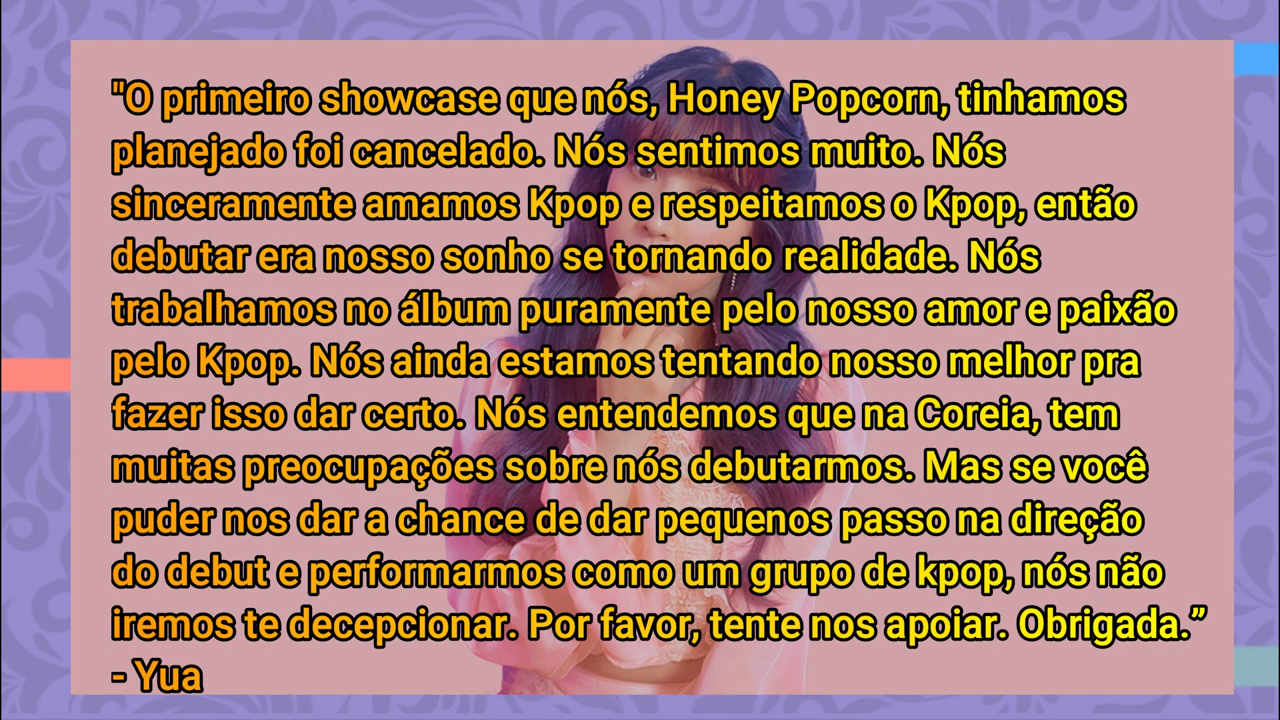 "O primeiro showcase que nós, Honey Popcorn, tinhamos
planejado foi cancelado. Nós sentimos muito. Nós
sinceramente amamos Kpop e respeitamos o Kpop, então
debutar era nosso sonho se tornando realidade. Nós
trabalhamos no álbum puramente pelo nosso amor e paixão
pelo Kpop. Nós ainda estamos tentando nosso melhor pra
fazer isso dar certo. Nós entendemos que na Coreia, tem
muitas preocupações sobre nós debutarmos. Mas se você
puder nos dar a chance de dar pequenos passo na direção
do debut e performarmos como um grupo de kpop, nós não
iremos te decepcionar. Por favor, tente nos apoiar. Obrigada.”
- Yua